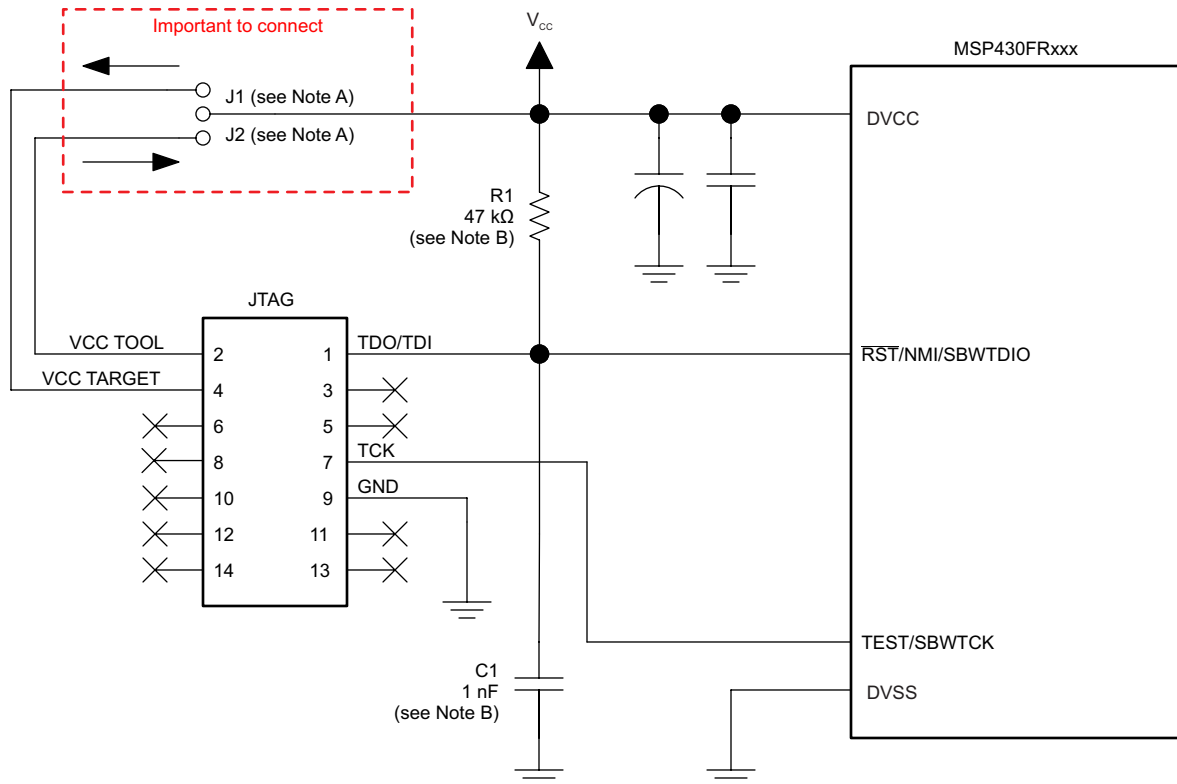 Important to connect
J1 (see Note A)
J2 (see Note A)
VCC
MSP430FRxxx
DVCC
R1
47 kΩ
(see Note B)
JTAG
VCC TOOL
2
1
TDO/TDI
RST/NMI/SBWTDIO
VCC TARGET
4
3
6
5
8
7
TCK
10
9
GND
12
11
14
13
TEST/SBWTCK
C1
1 nF
(see Note B)
DVSS